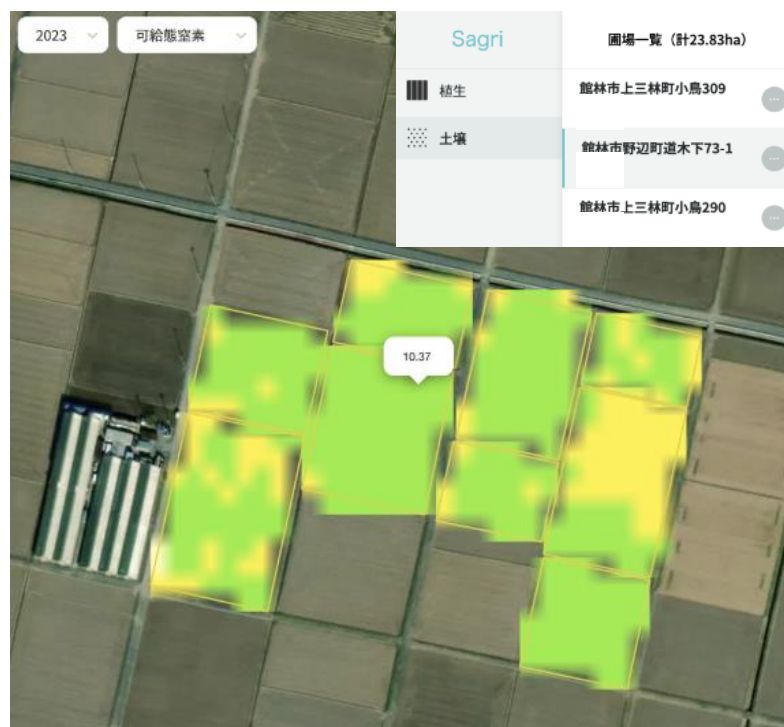 2023
可給態窒素
Sagri
植生
土壌
圃場一覧（計23.83ha）
館林市上三林町小鳥309
館林市野辺町道木下73-1
館林市上三林町小鳥290
10.37